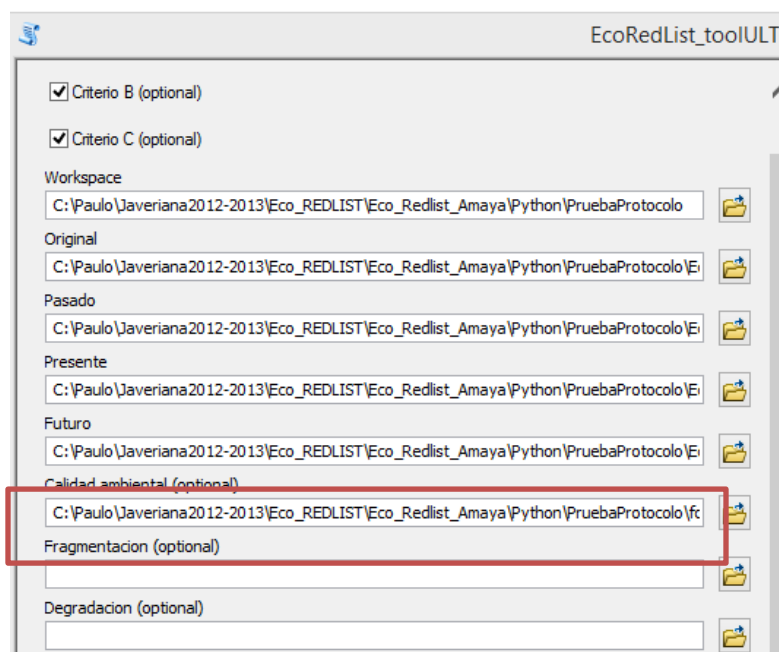 EcoRedList_toolULT
Criterio B (optional)
Criterio C (optional)
Workspace
C:\Paulo\Javeriana2012-2013\Eco_REDLIST\Eco_Redlist_Amaya\Python\PruebaProtocolo
Original
C:\Paulo\Javeriana2012-2013\Eco_REDLIST\Eco_Redlist_Amaya\Python\PruebaProtocolo\E
Pasado
C:\Paulo\Javeriana2012-2013\Eco_REDLIST\Eco_Redlist_Amaya\Python\PruebaProtocolo\E
Presente
C:\Paulo\Javeriana2012-2013\Eco_REDLIST\Eco_Redlist_Amaya\Python\PruebaProtocolo\E
Futuro
C:\Paulo\Javeriana2012-2013\Eco_REDLIST\Eco_Redlist_Amaya\Python\PruebaProtocolo\E
Calidad ambiental (optional)
C:\Paulo\Javeriana2012-2013\Eco_REDLIST\Eco_Redlist_Amaya\Python\PruebaProtocolo\fo
Fragmentacion (optional)
Degradacion (optional)